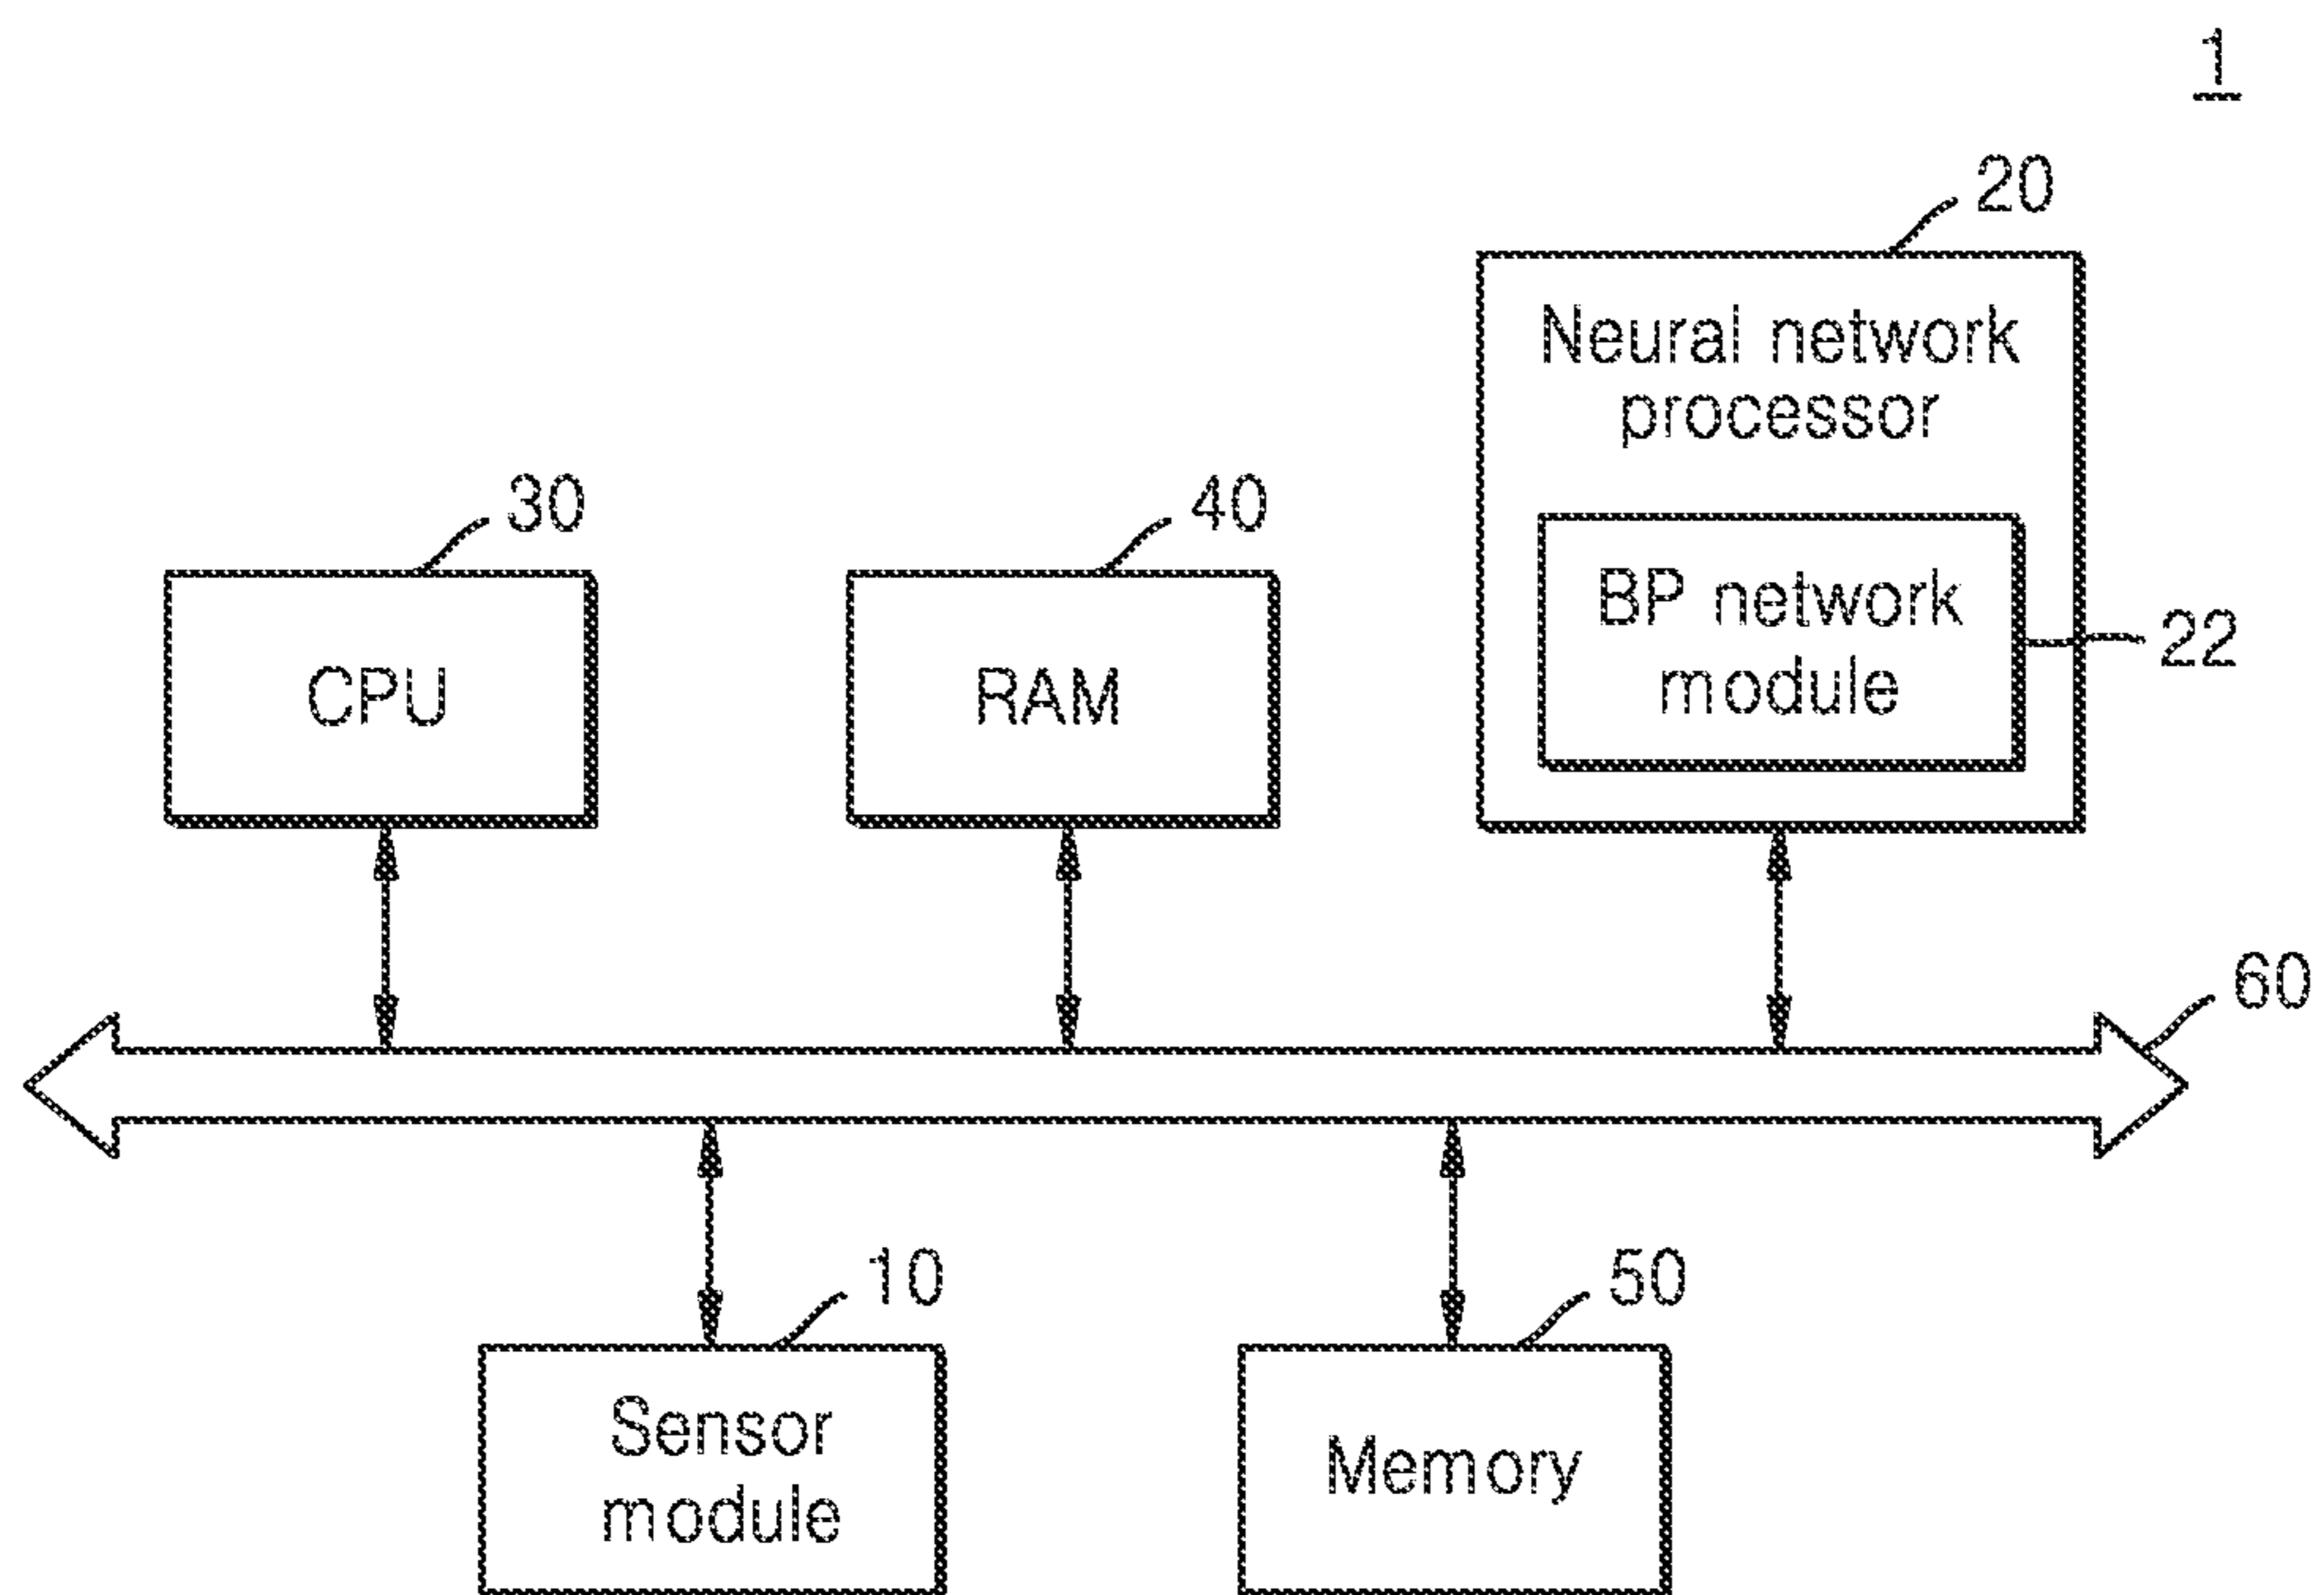 1
20
Neural network
processor
30
40
BP network
module
22
CPU
RAM
60
10
50
Sensor
module
Memory